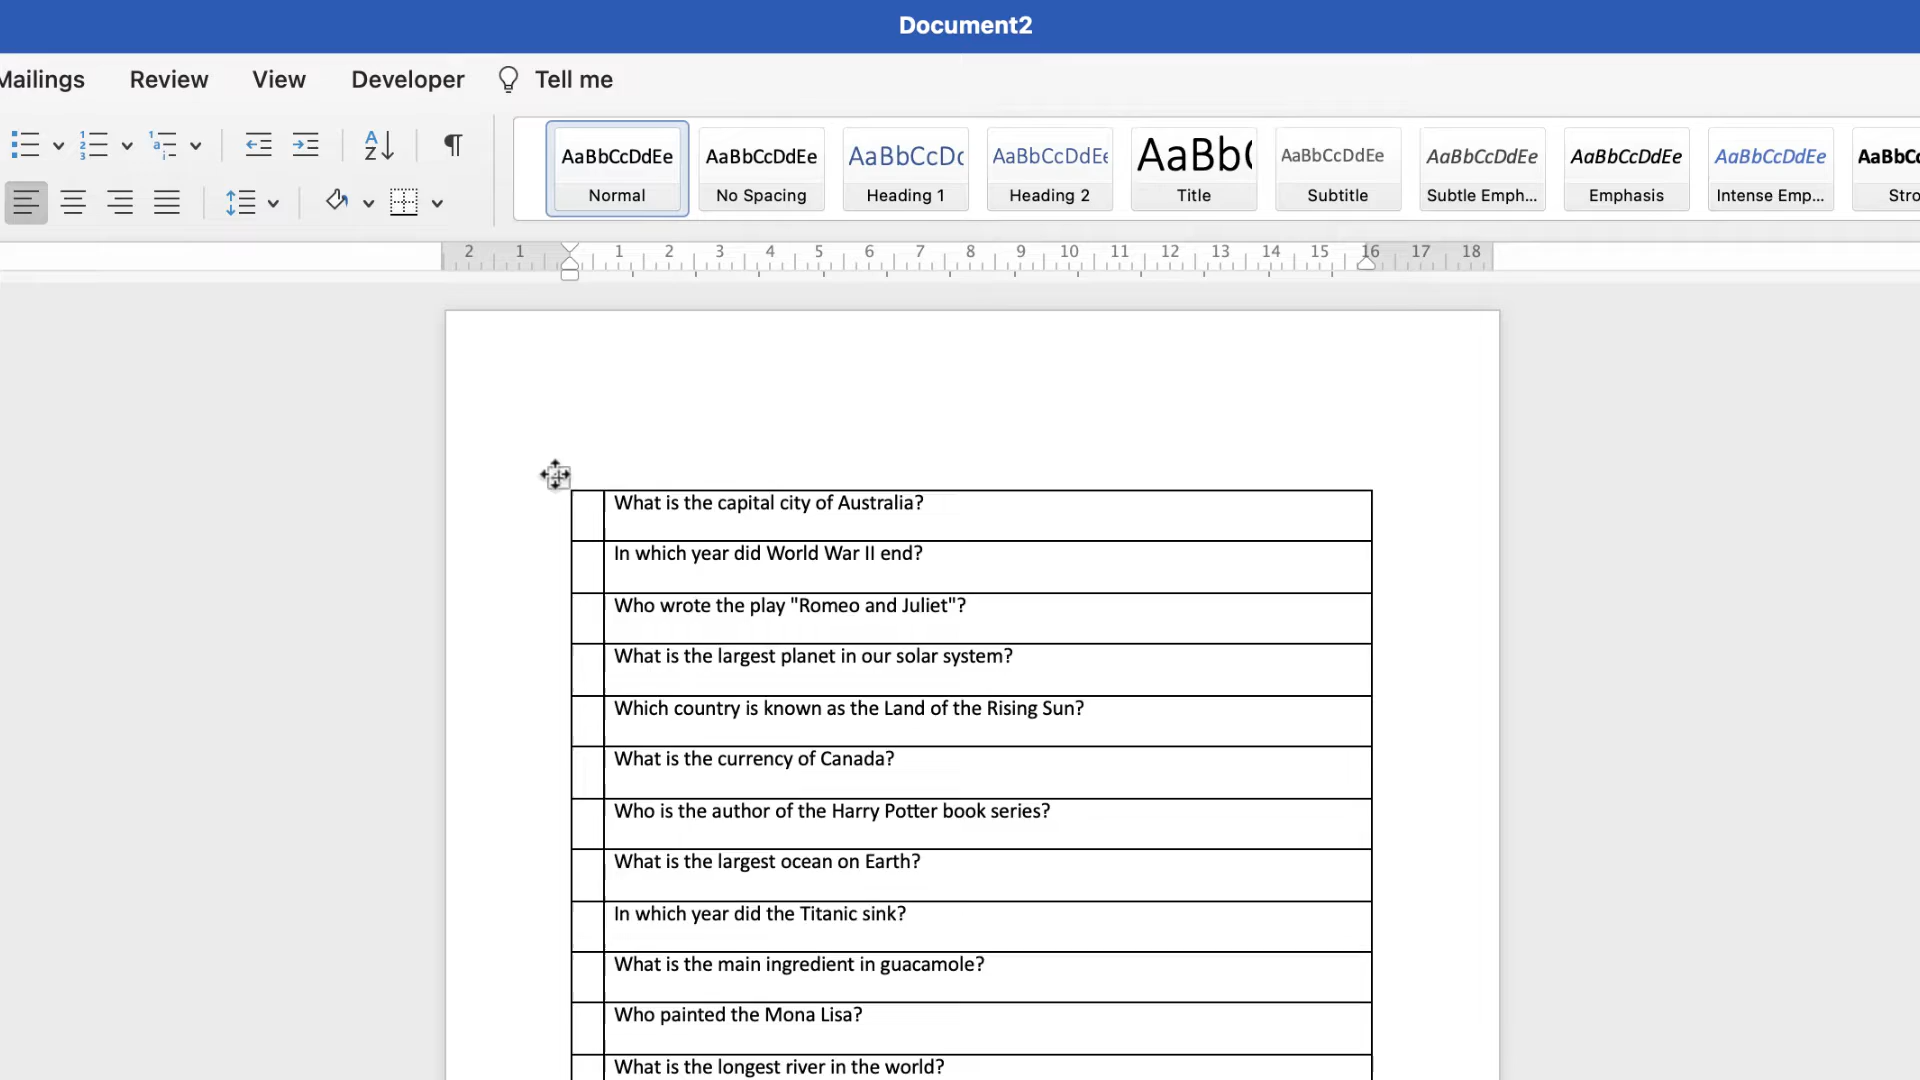 Document2
Mailings Review View Developer Tell me
AaBbCcDdEe AaBbCcDdEe AaBbCcDc AaBbCcDdEe AaBb( AaBbCcDdEe AaBbCcDdEe AaBbCcDdEe AaBbCcDdEe AaBbCc
Normal No Spacing Heading 1 Heading 2 Title Subtitle Subtle Emph... Emphasis Intense Emp... Stro
2 1 1 2 3 4 5 6 7 8 9 10 11 12 13 14 15 16 17 18
What is the capital city of Australia?
In which year did World War II end?
Who wrote the play "Romeo and Juliet"?
What is the largest planet in our solar system?
Which country is known as the Land of the Rising Sun?
What is the currency of Canada?
Who is the author of the Harry Potter book series?
What is the largest ocean on Earth?
In which year did the Titanic sink?
What is the main ingredient in guacamole?
Who painted the Mona Lisa?
What is the longest river in the world?